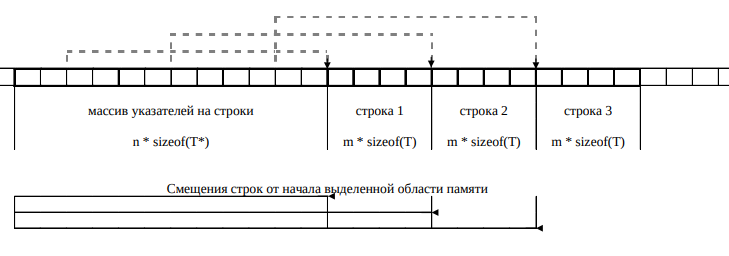 массив указателей на строки строка 1 строка 2 строка 3
n * sizeof(T*) m * sizeof(T) m * sizeof(T) m * sizeof(T)
Смещения строк от начала выделенной области памяти